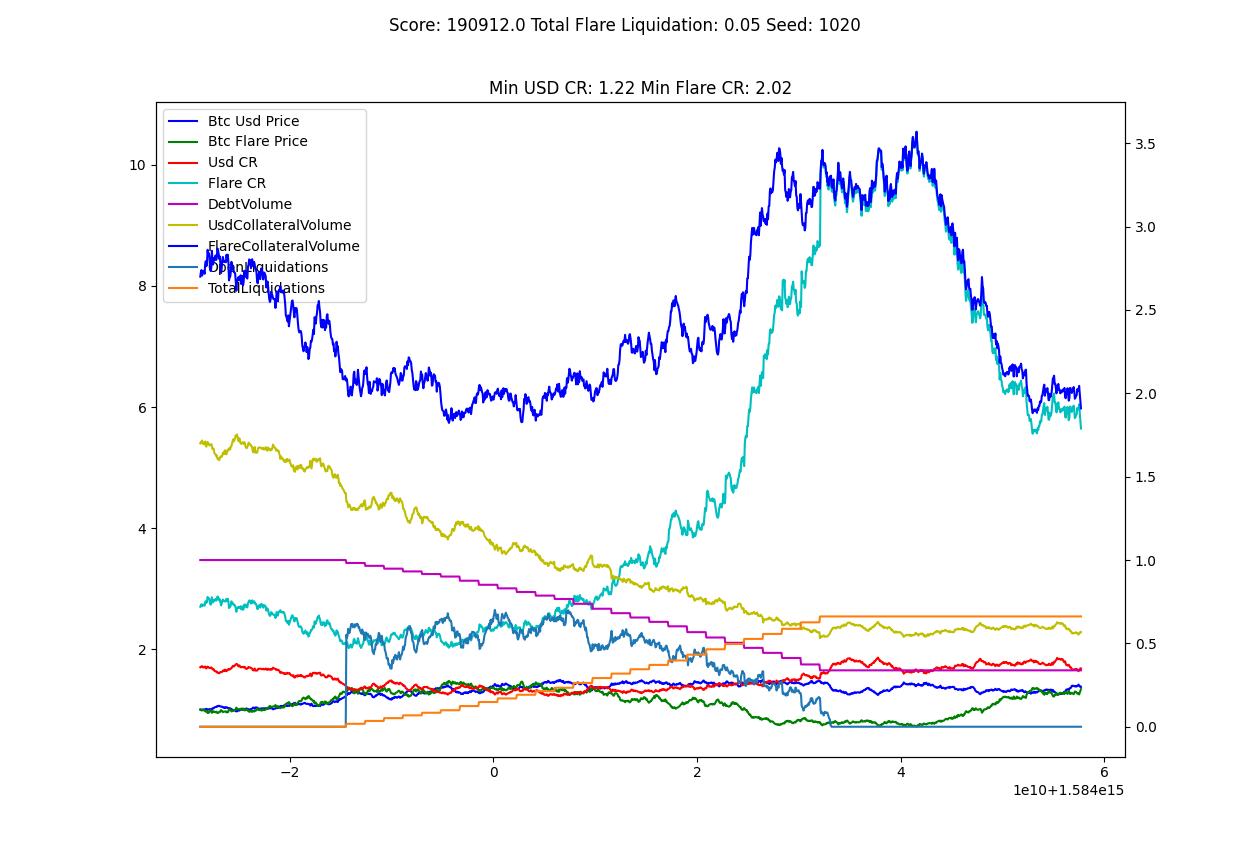 Score: 190912.0 Total Flare Liquidation: 0.05 Seed: 1020
Min USD CR: 1.22 Min Flare CR: 2.02
Btc Usd Price
Btc Flare Price
Usd CR
Flare CR
DebtVolume
UsdCollateralVolume
FlareCollateralVolume
OpenLiquidations
TotalLiquidations
10
8
6
4
2
3.5
3.0
2.5
2.0
1.5
1.0
0.5
0.0
−2 0 2 4 6
1e10+1.584e15